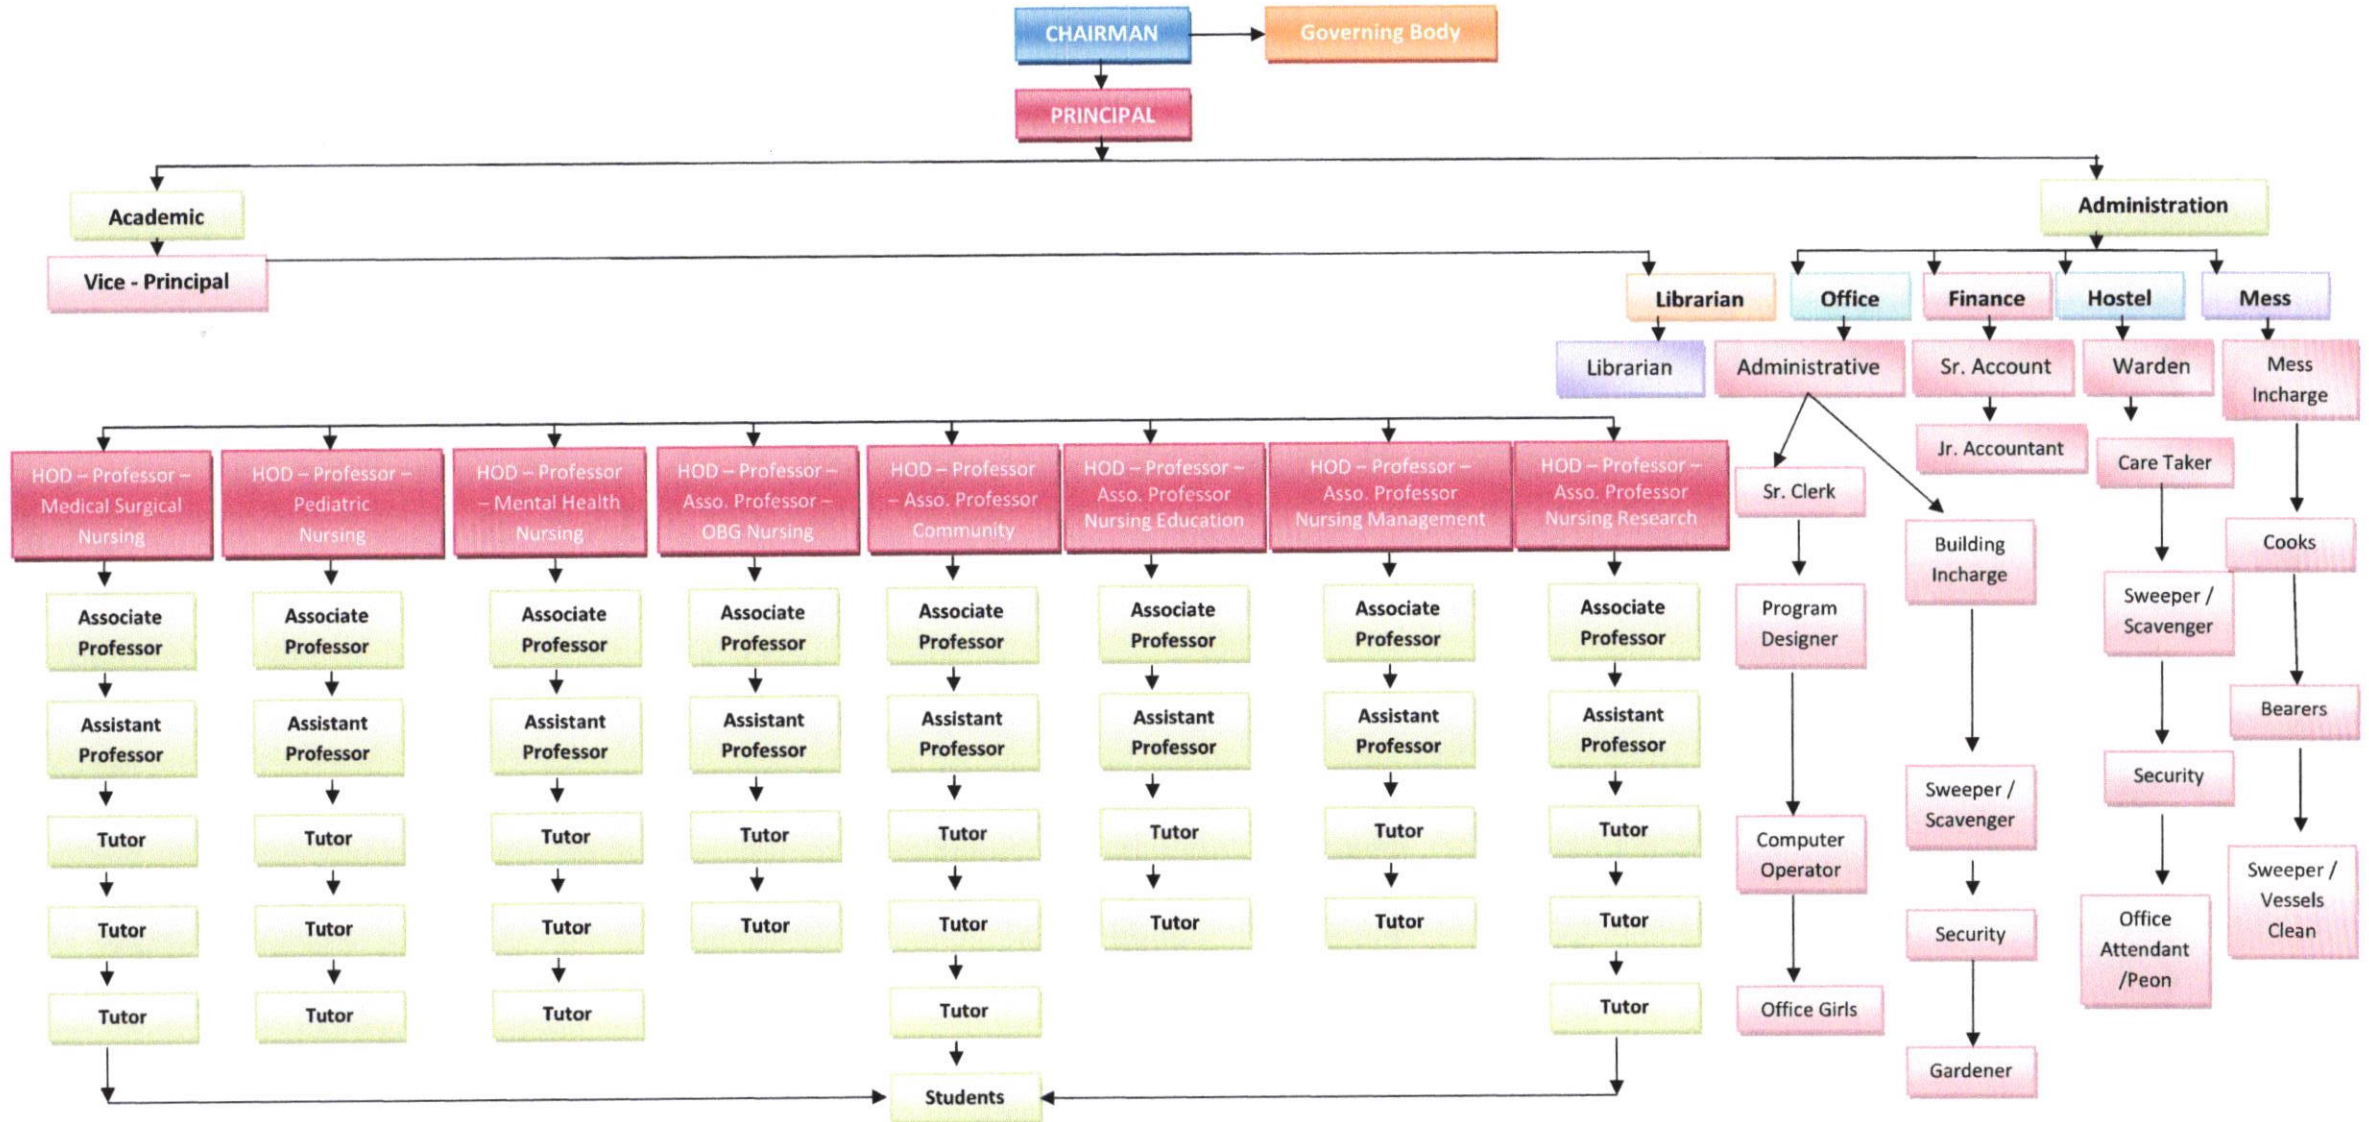 CHAIRMAN
Governing Body
PRINCIPAL
Academic
Administration
Vice - Principal
Librarian
Office
Finance
Hostel
Mess
Librarian
Administrative
Sr. Account
Warden
Mess
Incharge
Jr. Accountant
Care Taker
HOD – Professor –
Medical Surgical
Nursing
HOD – Professor –
Pediatric
Nursing
HOD – Professor
– Mental Health
Nursing
HOD – Professor –
Asso. Professor –
OBG Nursing
HOD – Professor
– Asso. Professor
Community
HOD – Professor –
Asso. Professor
Nursing Education
HOD – Professor –
Asso. Professor
Nursing Management
HOD – Professor –
Asso. Professor
Nursing Research
Sr. Clerk
Building
Incharge
Cooks
Associate
Professor
Associate
Professor
Associate
Professor
Associate
Professor
Associate
Professor
Associate
Professor
Associate
Professor
Associate
Professor
Program
Designer
Sweeper /
Scavenger
Assistant
Professor
Assistant
Professor
Assistant
Professor
Assistant
Professor
Assistant
Professor
Assistant
Professor
Assistant
Professor
Assistant
Professor
Bearers
Security
Sweeper /
Scavenger
Tutor
Tutor
Tutor
Tutor
Tutor
Tutor
Tutor
Tutor
Computer
Operator
Sweeper /
Vessels
Clean
Tutor
Tutor
Tutor
Tutor
Tutor
Tutor
Tutor
Tutor
Security
Office
Attendant
/Peon
Tutor
Tutor
Tutor
Tutor
Tutor
Office Girls
Gardener
Students